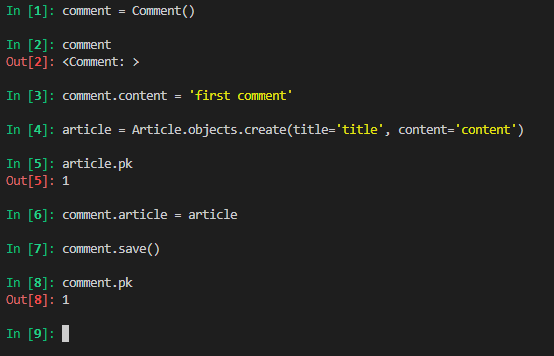 In [1]: comment = Comment()
In [2]: comment
Out[2]: <Comment: >
In [3]: comment.content = 'first comment'
In [4]: article = Article.objects.create(title='title', content='content')
In [5]: article.pk
Out[5]: 1
In [6]: comment.article = article
In [7]: comment.save()
In [8]: comment.pk
Out[8]: 1
In [9]: